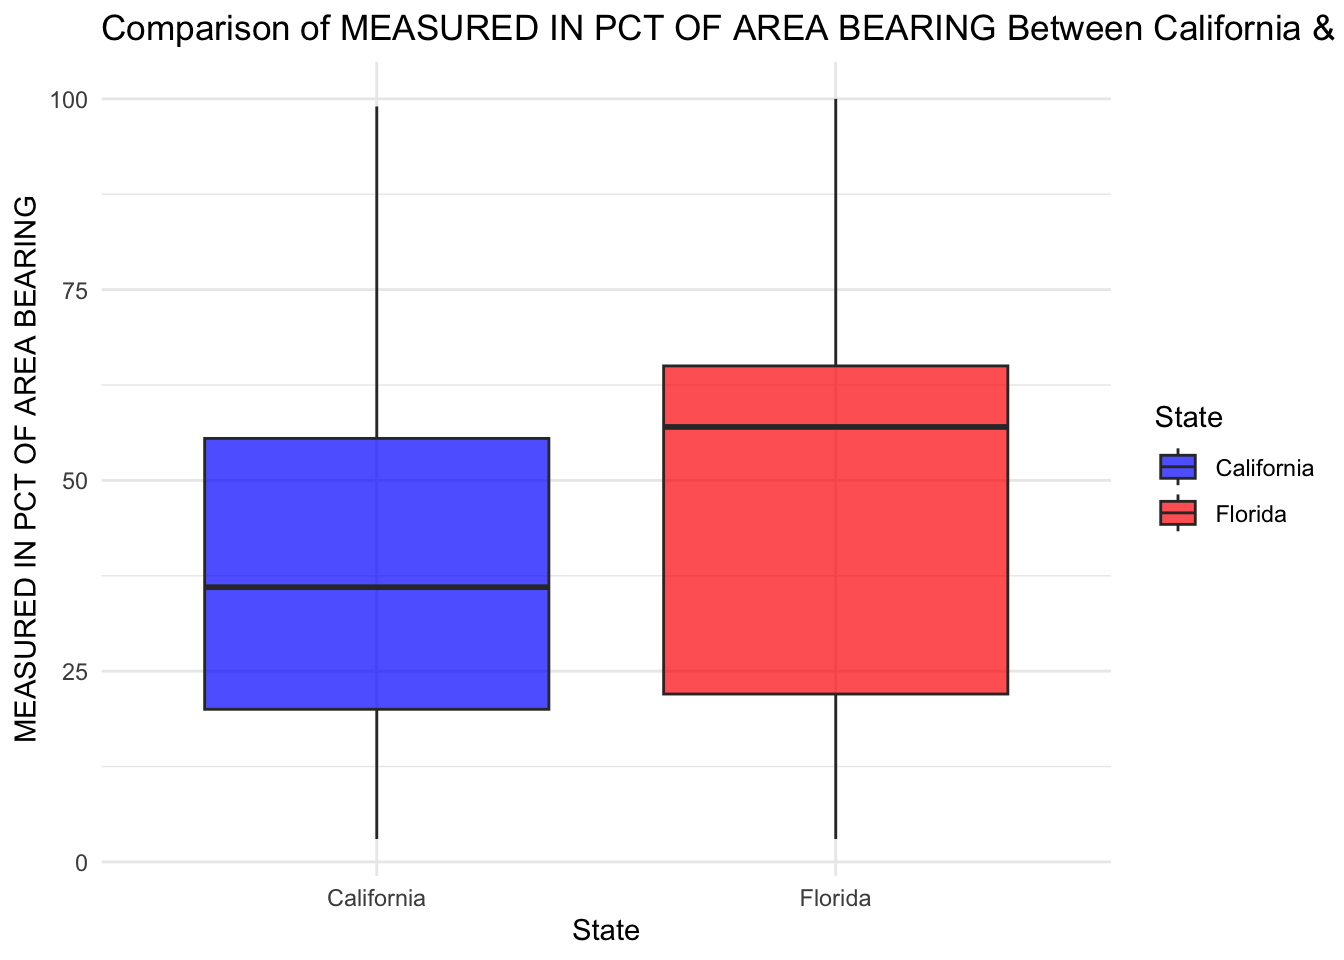 Comparison of MEASURED IN PCT OF AREA BEARING Between California &
100
75
50
25
0
MEASURED IN PCT OF AREA BEARING
California
Florida
State
State
California
Florida